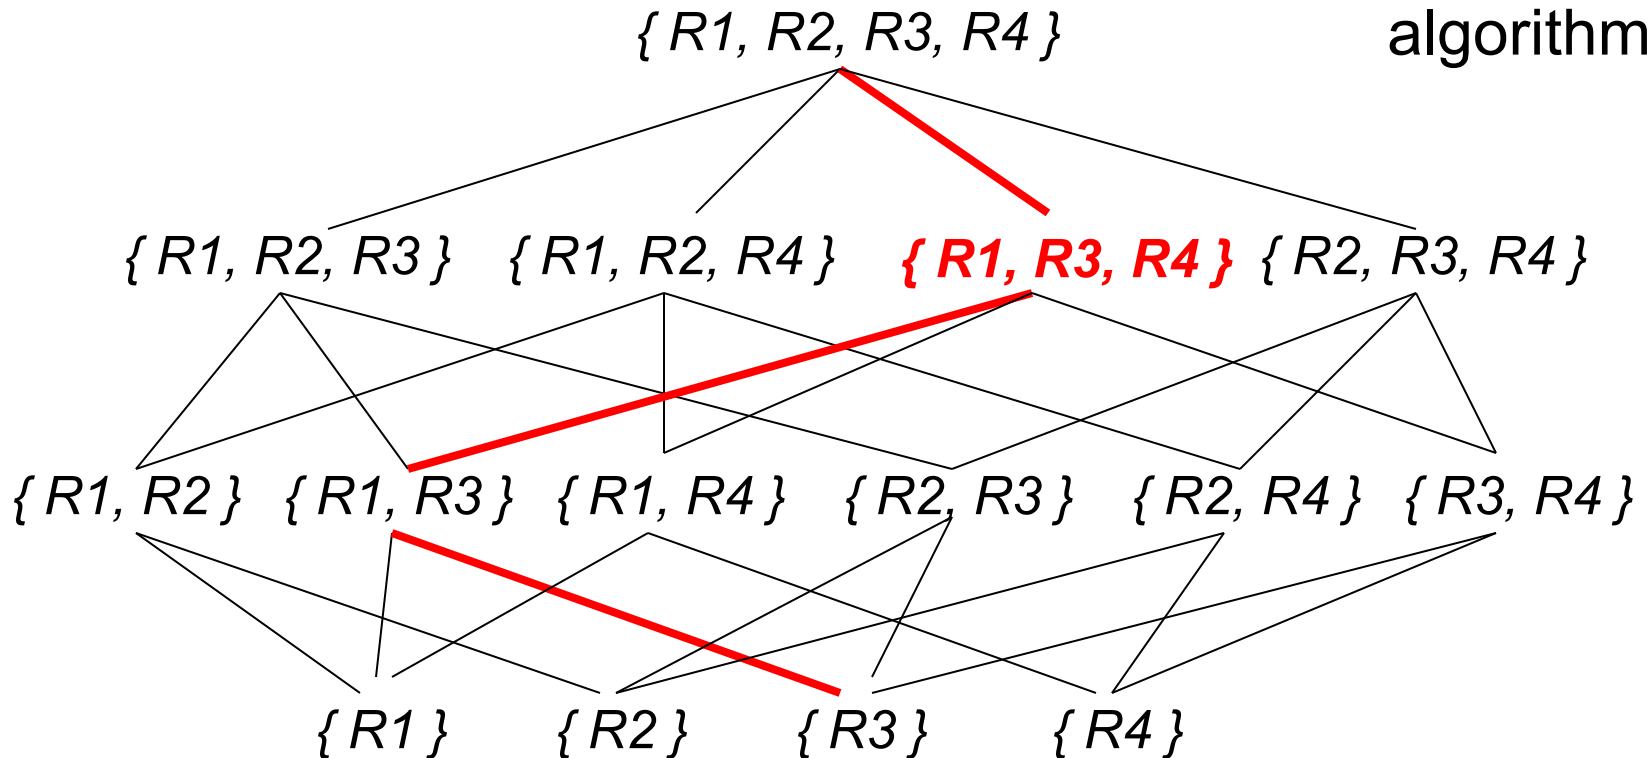 { R1, R2, R3, R4 } algorithm
{ R1, R2, R3 } { R1, R2, R4 } { R1, R3, R4 } { R2, R3, R4 }
{ R1, R2 } { R1, R3 } { R1, R4 } { R2, R3 } { R2, R4 } { R3, R4 }
{ R1 } { R2 } { R3 } { R4 }